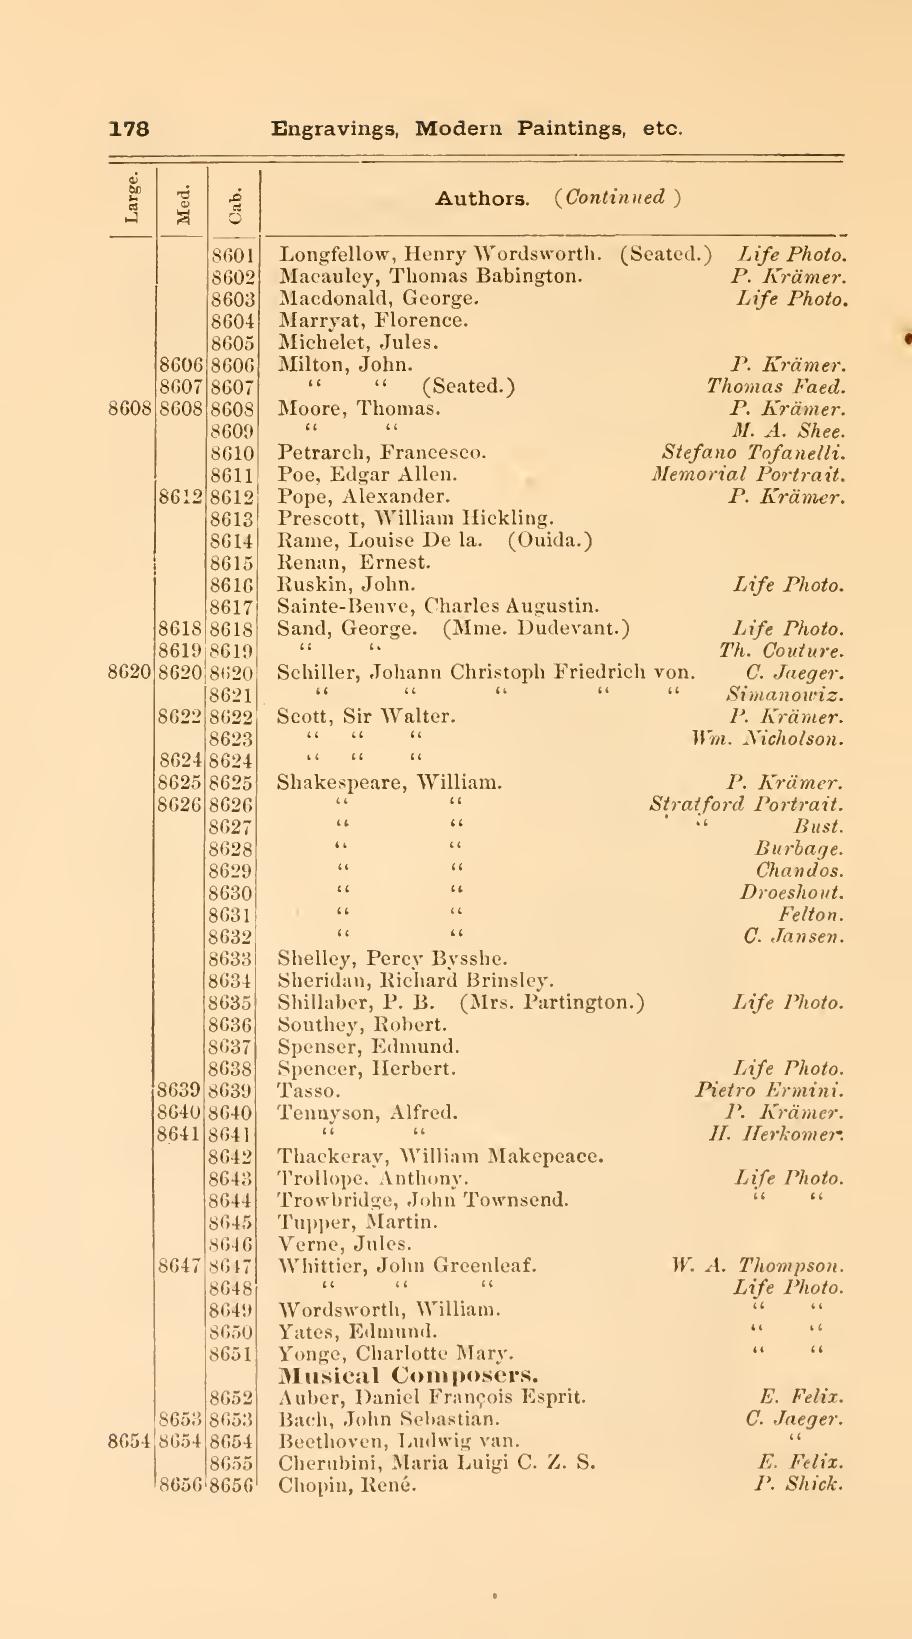 178 Engravings, Modern Paintings, etc.
Large. Med. Cab. Authors. (Continued)
8601 Longfellow, Henry Wordsworth. (Seated.) Life Photo.
8602 Macauley, Thomas Babington. P. Krämer.
8603 Macdonald, George. Life Photo.
8604 Marryat, Florence.
8605 Michelet, Jules.
8606 8606 Milton, John. P. Krämer.
8607 8607 “ “ (Seated.) Thomas Faed.
8608 8608 8608 Moore, Thomas. P. Krämer.
8609 “ “ M. A. Shee.
8610 Petrarch, Francesco. Stefano Tofanelli.
8611 Poe, Edgar Allen. Memorial Portrait.
8612 8612 Pope, Alexander. P. Krämer.
8613 Prescott, William Hickling.
8614 Rame, Louise De la. (Ouida.)
8615 Renan, Ernest.
8616 Ruskin, John. Life Photo.
8617 Sainte-Beuve, Charles Augustin.
8618 8618 Sand, George. (Mme. Dudevant.) Life Photo.
8619 8619 “ “ Th. Couture.
8620 8620 8620 Schiller, Johann Christoph Friedrich von. C. Jaeger.
8621 “ “ “ “ “ Simanowiz.
8622 8622 Scott, Sir Walter. P. Krämer.
8623 “ “ “ Wm. Nicholson.
8624 8624 “ “ “
8625 8625 Shakespeare, William. P. Krämer.
8626 8626 “ “ Stratford Portrait.
8627 “ “ “ Bust.
8628 “ “ Burbage.
8629 “ “ Chandos.
8630 “ “ Droeshout.
8631 “ “ Felton.
8632 “ “ C. Jansen.
8633 Shelley, Percy Bysshe.
8634 Sheridan, Richard Brinsley.
8635 Shillaber, P. B. (Mrs. Partington.) Life Photo.
8636 Southey, Robert.
8637 Spenser, Edmund.
8638 Spencer, Herbert. Life Photo.
8639 8639 Tasso. Pietro Ermini.
8640 8640 Tennyson, Alfred. P. Krämer.
8641 8641 “ “ H. Herkomer.
8642 Thackeray, William Makepeace.
8643 Trollope, Anthony. Life Photo.
8644 Trowbridge, John Townsend. “ “
8645 Tupper, Martin.
8646 Verne, Jules.
8647 8647 Whittier, John Greenleaf. W. A. Thompson.
8648 “ “ “ Life Photo.
8649 Wordsworth, William. “ “
8650 Yates, Edmund. “ “
8651 Yonge, Charlotte Mary. “ “
Musical Composers.
8652 Auber, Daniel François Esprit. E. Felix.
8653 8653 Bach, John Sebastian. C. Jaeger.
8654 8654 8654 Beethoven, Ludwig van. “
8655 Cherubini, Maria Luigi C. Z. S. E. Felix.
8656 8656 Chopin, René. P. Shick.